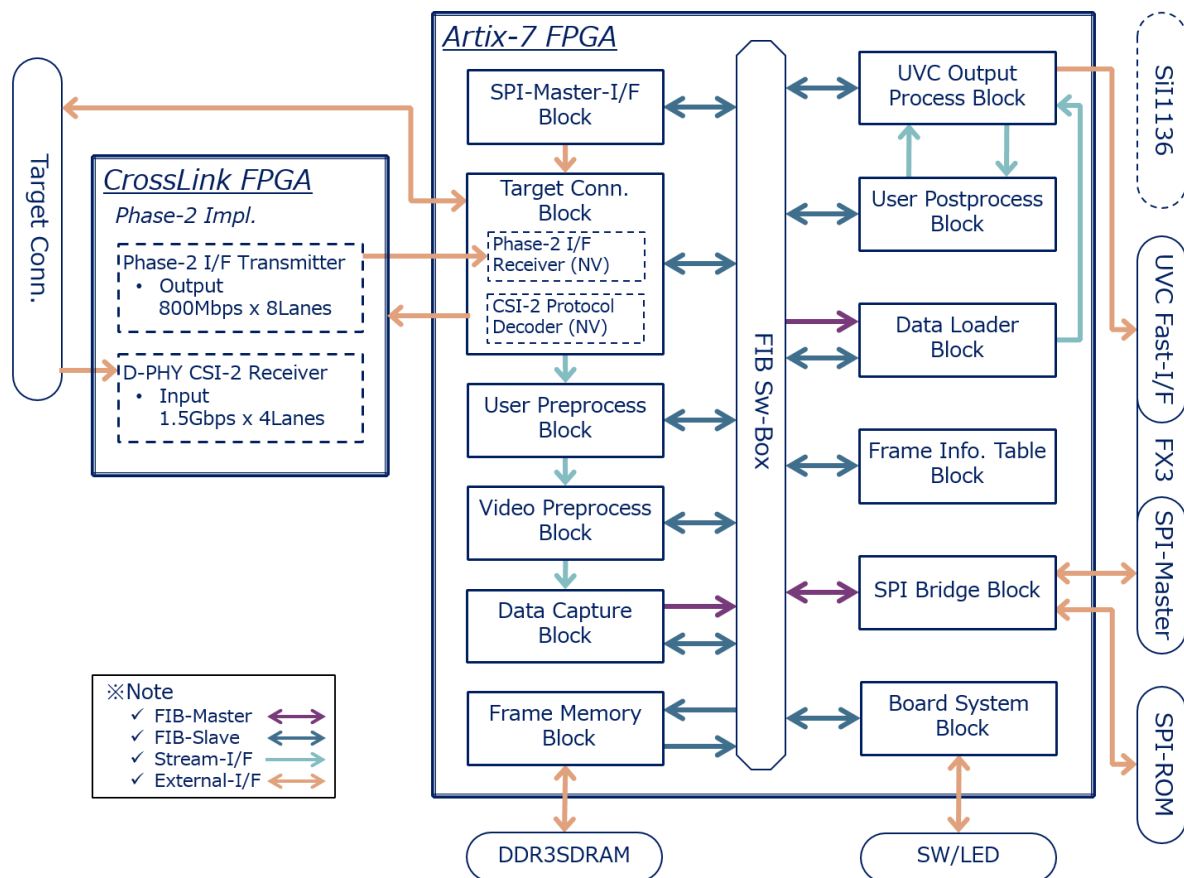 Artix-7 FPGA
SPI-Master-I/F
Block
Target Conn.
Block
Phase-2 I/F
Receiver (NV)
CSI-2 Protocol
Decoder (NV)
User Preprocess
Block
Video Preprocess
Block
Data Capture
Block
Frame Memory
Block
FIB Sw-Box
UVC Output
Process Block
User Postprocess
Block
Data Loader
Block
Frame Info. Table
Block
SPI Bridge Block
Board System
Block
Target Conn.
CrossLink FPGA
Phase-2 Impl.
Phase-2 I/F Transmitter
• Output
800Mbps x 8Lanes
D-PHY CSI-2 Receiver
• Input
1.5Gbps x 4Lanes
SiI1136
UVC Fast-I/F
FX3
SPI-Master
SPI-ROM
※Note
✓ FIB-Master
✓ FIB-Slave
✓ Stream-I/F
✓ External-I/F
DDR3SDRAM
SW/LED